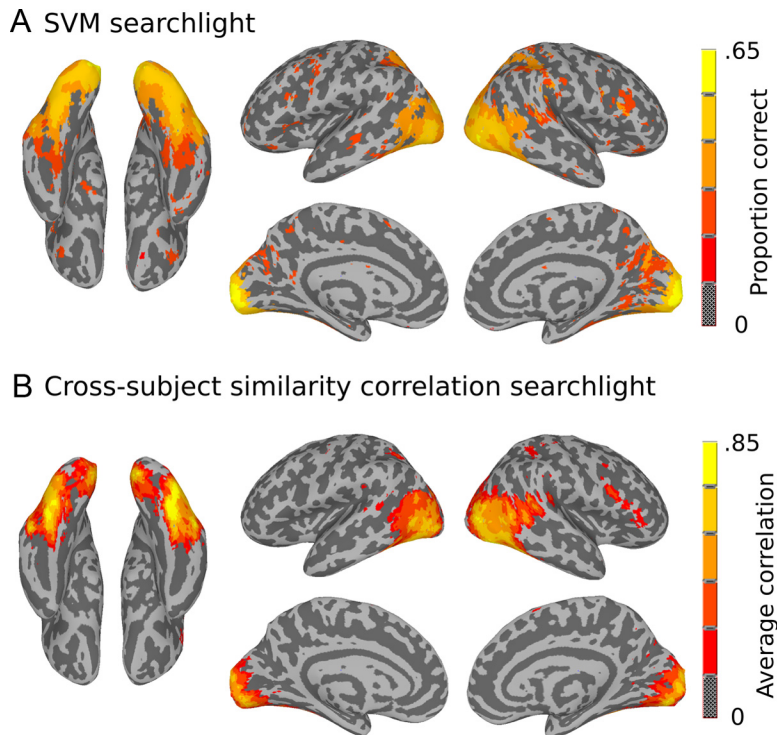 A SVM searchlight
.65
Proportion correct
0
B Cross-subject similarity correlation searchlight
.85
Average correlation
0